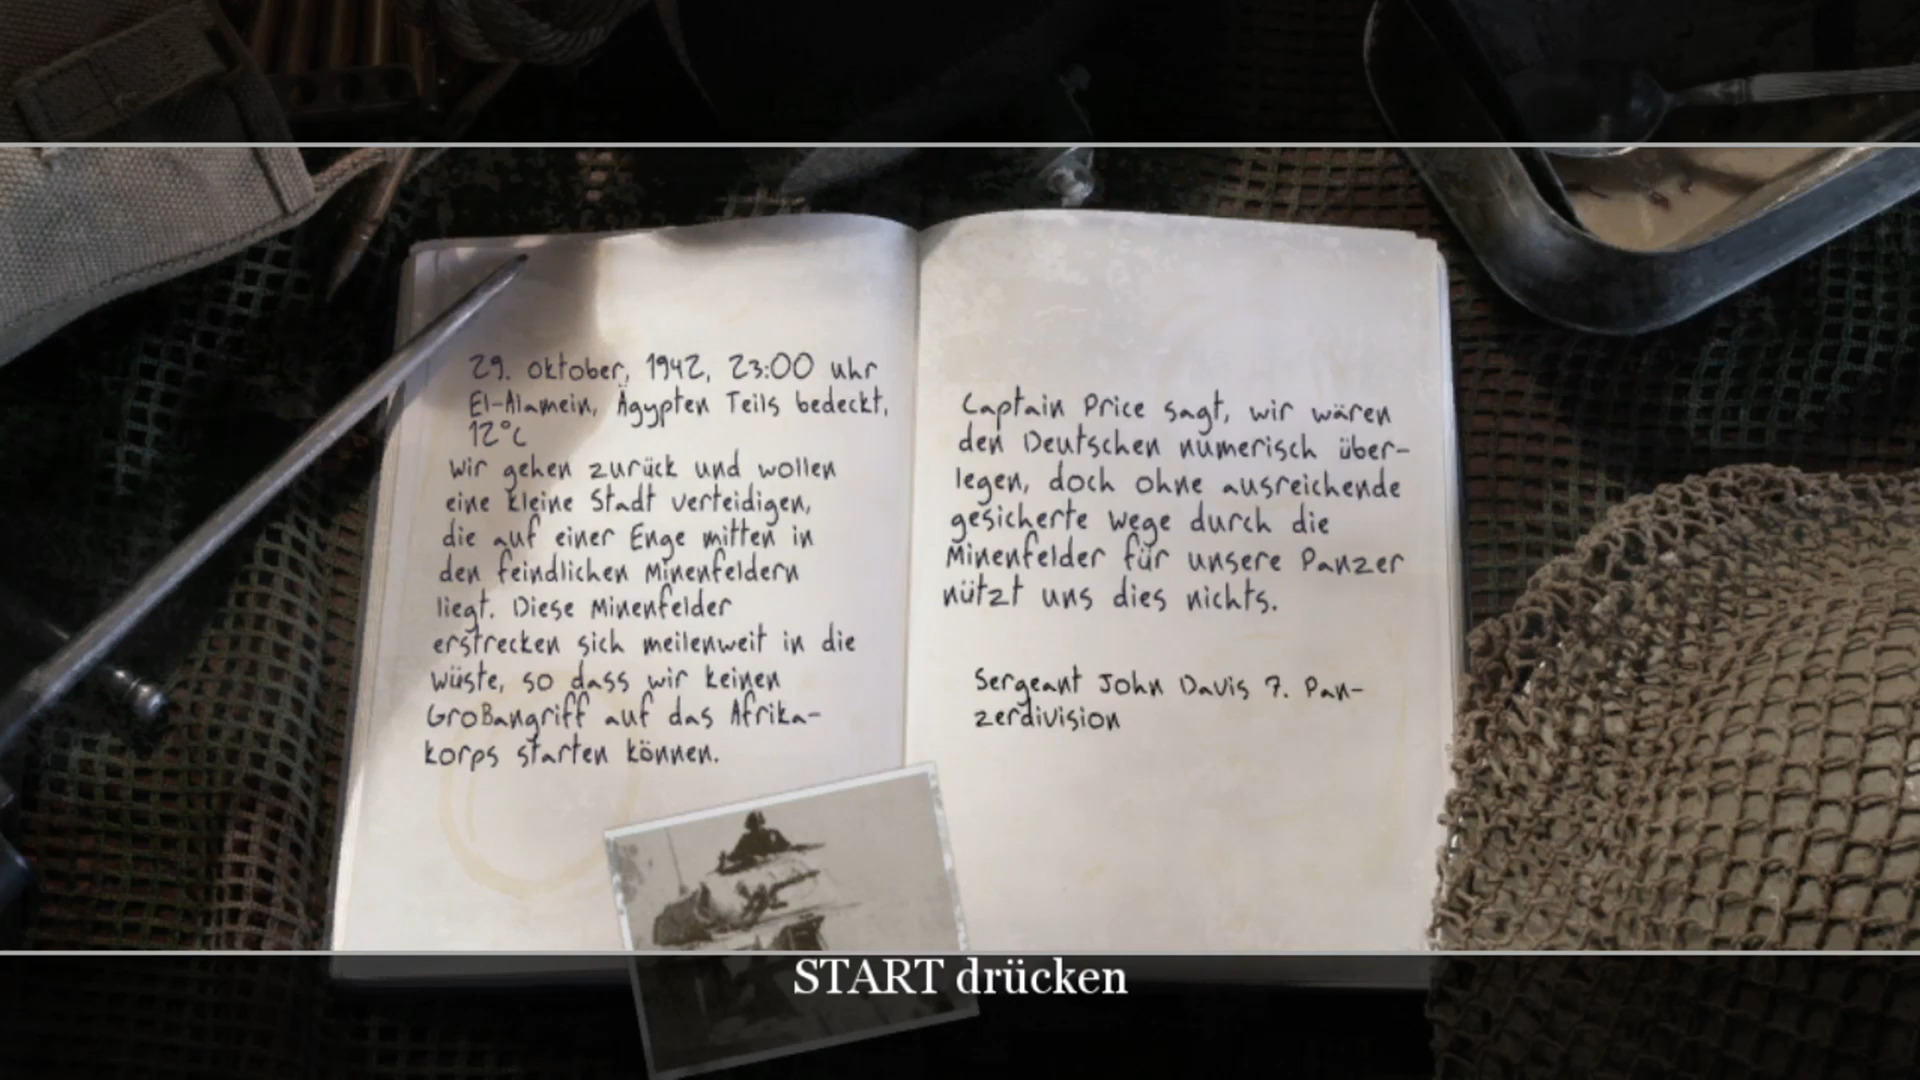 29. Oktober, 1942, 23:00 Uhr
El-Alamein, Ägypten Teils bedeckt,
12°C
Wir gehen zurück und wollen
eine kleine Stadt verteidigen,
die auf einer Enge mitten in
den feindlichen Minenfeldern
liegt. Diese Minenfelder
erstrecken sich meilenweit in die
Wüste, so dass wir keinen
Großangriff auf das Afrika-
korps starten können.
Captain Price sagt, wir wären
den Deutschen numerisch über-
legen, doch ohne ausreichende
gesicherte Wege durch die
Minenfelder für unsere Panzer
nützt uns dies nichts.
Sergeant John Davis 7. Pan-
zerdivision
START drücken